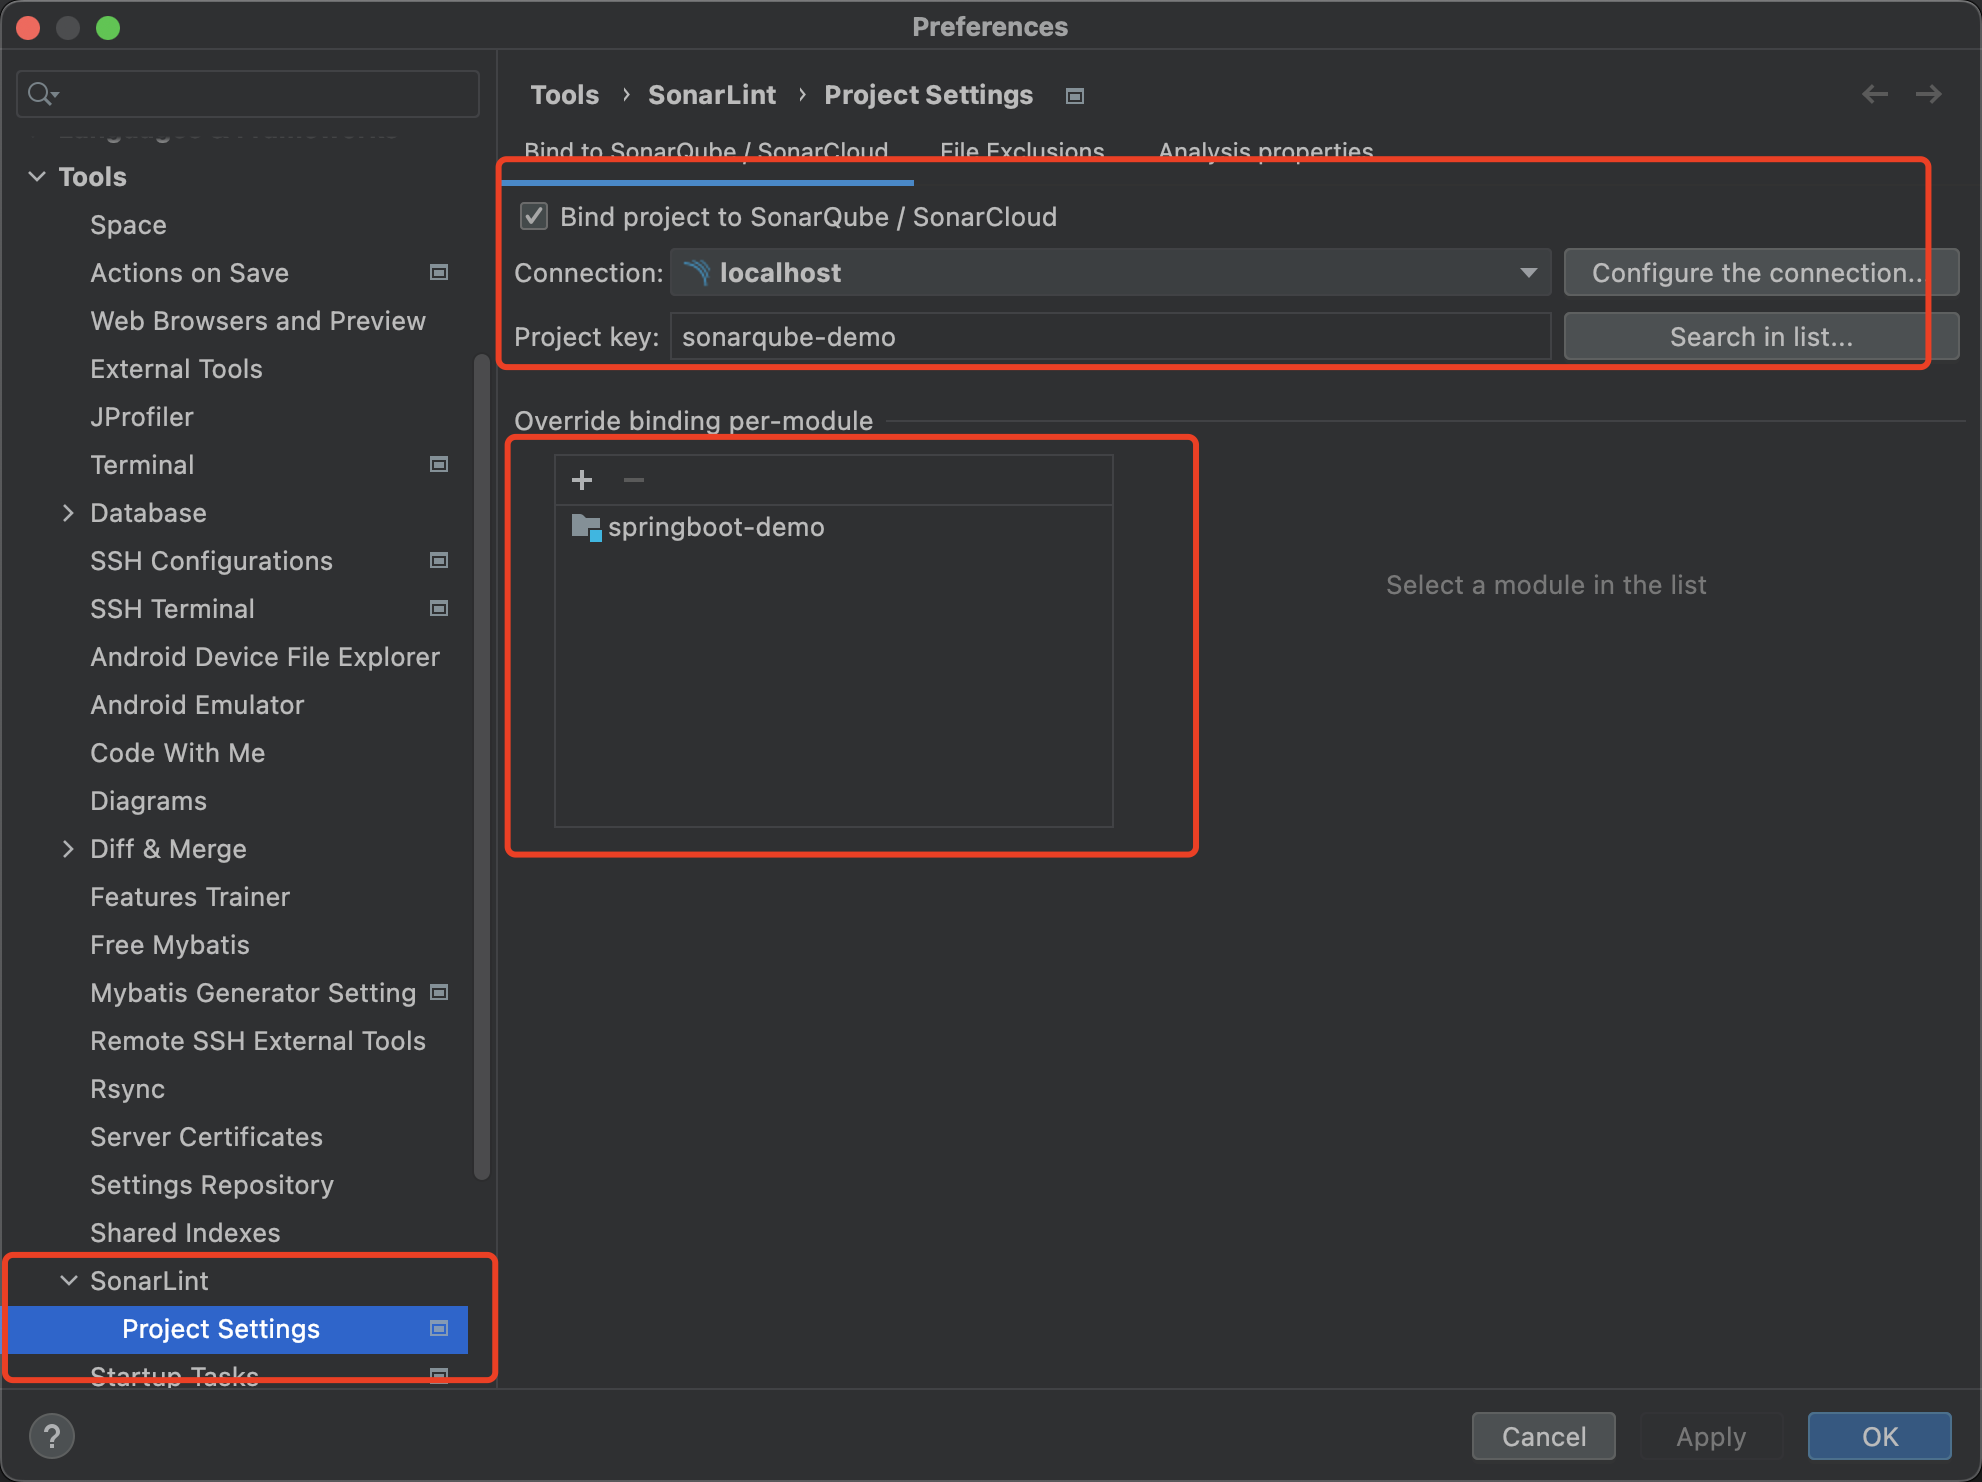 Preferences
Languages & Frameworks
Tools
Space
Actions on Save
Web Browsers and Preview
External Tools
JProfiler
Terminal
Database
SSH Configurations
SSH Terminal
Android Device File Explorer
Android Emulator
Code With Me
Diagrams
Diff & Merge
Features Trainer
Free Mybatis
Mybatis Generator Setting
Remote SSH External Tools
Rsync
Server Certificates
Settings Repository
Shared Indexes
SonarLint
Project Settings
Startup Tasks
Tools › SonarLint › Project Settings
Bind to SonarQube / SonarCloud File Exclusions Analysis properties
Bind project to SonarQube / SonarCloud
Connection: localhost Configure the connection..
Project key: sonarqube-demo Search in list...
Override binding per-module
springboot-demo
Select a module in the list
? Cancel Apply OK